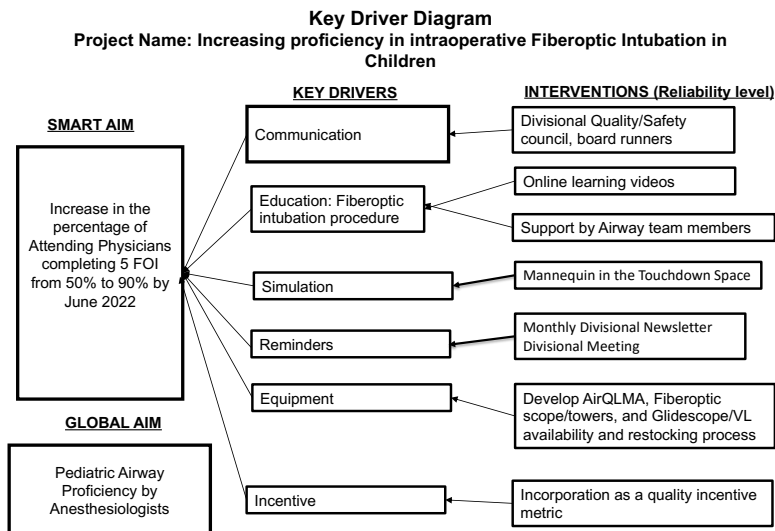 Key Driver Diagram
Project Name: Increasing proficiency in intraoperative Fiberoptic Intubation in
Children
SMART AIM
Increase in the
percentage of
Attending Physicians
completing 5 FOI
from 50% to 90% by
June 2022
GLOBAL AIM
Pediatric Airway
Proficiency by
Anesthesiologists
KEY DRIVERS
Communication
Education: Fiberoptic
intubation procedure
Simulation
Reminders
Equipment
Incentive
INTERVENTIONS (Reliability level)
Divisional Quality/Safety
council, board runners
Online learning videos
Support by Airway team members
Mannequin in the Touchdown Space
Monthly Divisional Newsletter
Divisional Meeting
Develop AirQLMA, Fiberoptic
scope/towers, and Glidescope/VL
availability and restocking process
Incorporation as a quality incentive
metric